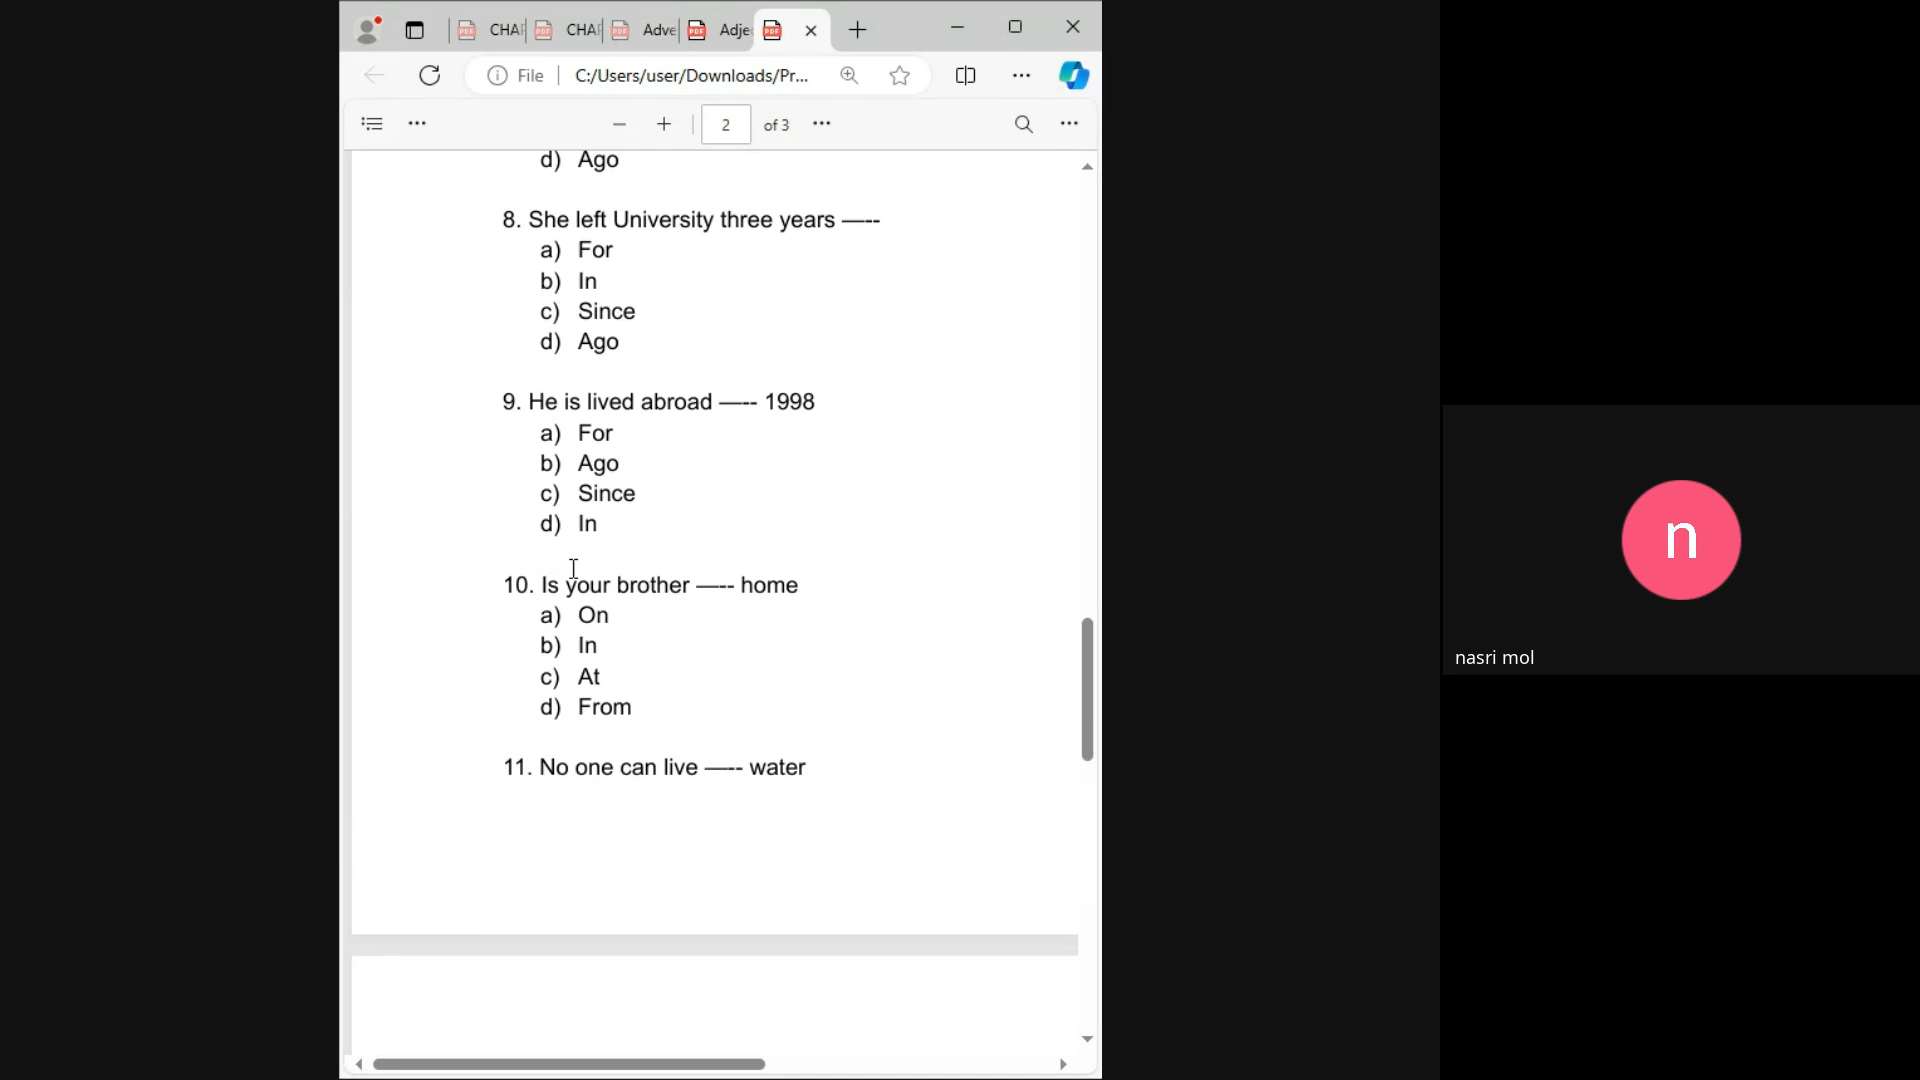 CHAI
CHAI
Adve
Adje
File
C:/Users/user/Downloads/Pr...
2 of 3
d) Ago
8. She left University three years —--
a) For
b) In
c) Since
d) Ago
9. He is lived abroad —-- 1998
a) For
b) Ago
c) Since
d) In
10. Is your brother —-- home
a) On
b) In
c) At
d) From
11. No one can live —-- water
n
nasri mol